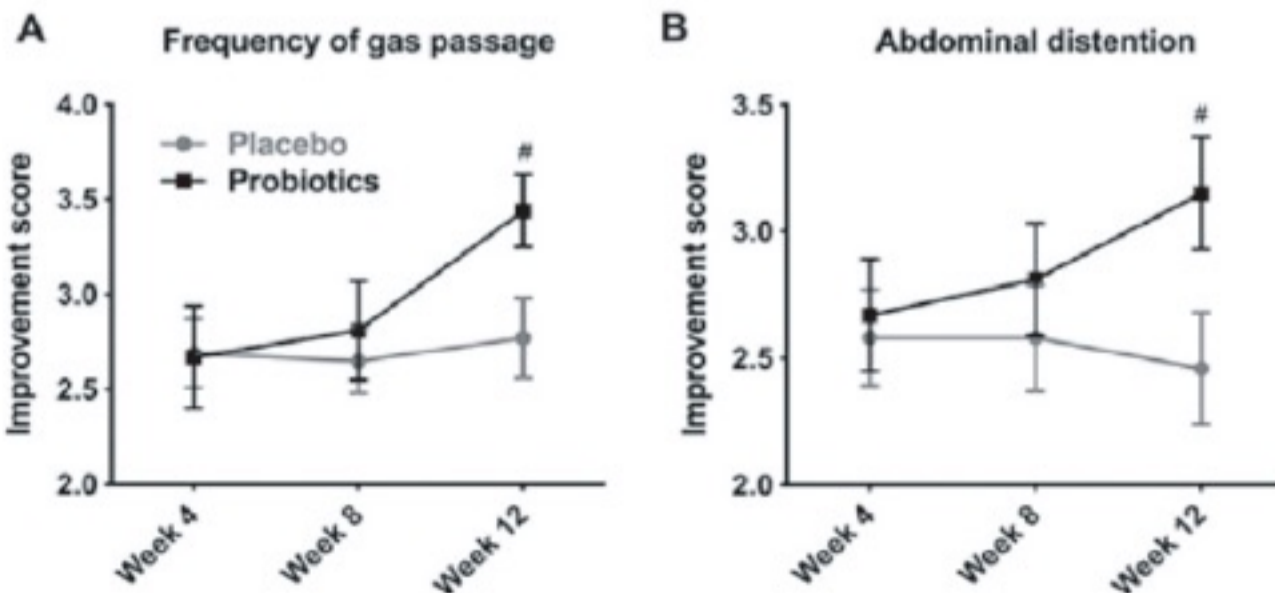 A
Frequency of gas passage
Improvement score
4.0
3.5
3.0
2.5
2.0
Placebo
Probiotics
#
Week 4
Week 8
Week 12
B
Abdominal distention
Improvement score
3.5
3.0
2.5
2.0
#
Week 4
Week 8
Week 12